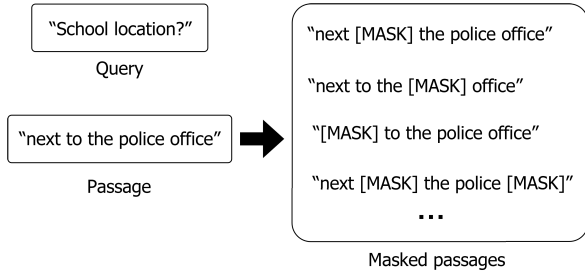 “School location?”
Query
“next to the police office”
Passage
“next [MASK] the police office”
“next to the [MASK] office”
“[MASK] to the police office”
“next [MASK] the police [MASK]”
...
Masked passages